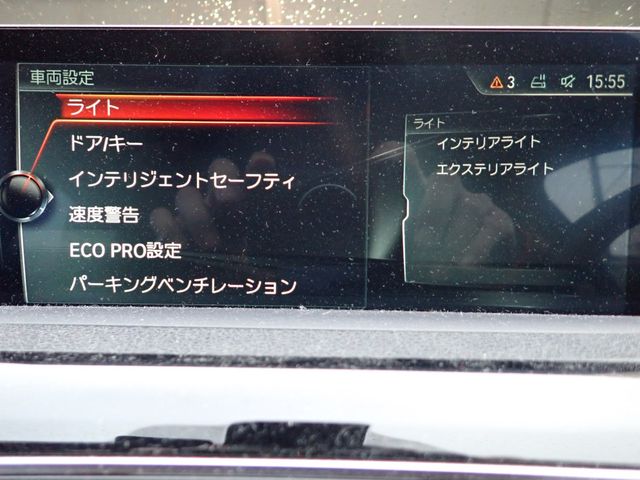 車両設定
3
15:55
ライト
ドア/キー
インテリジェントセーフティ
速度警告
ECO PRO設定
パーキングベンチレーション
ライト
インテリアライト
エクステリアライト